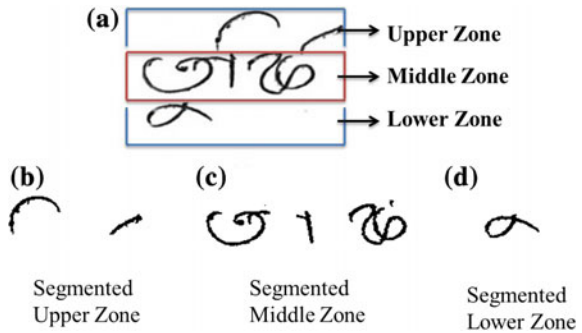 (a)
Upper Zone
Middle Zone
Lower Zone
(b) (c) (d)
Segmented Upper Zone
Segmented Middle Zone
Segmented Lower Zone